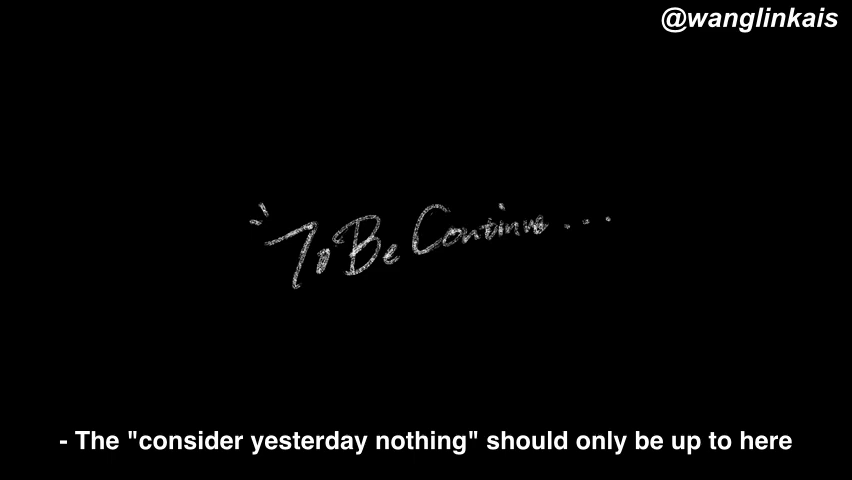 @wanglinkais
To Be Continue...
- The "consider yesterday nothing" should only be up to here